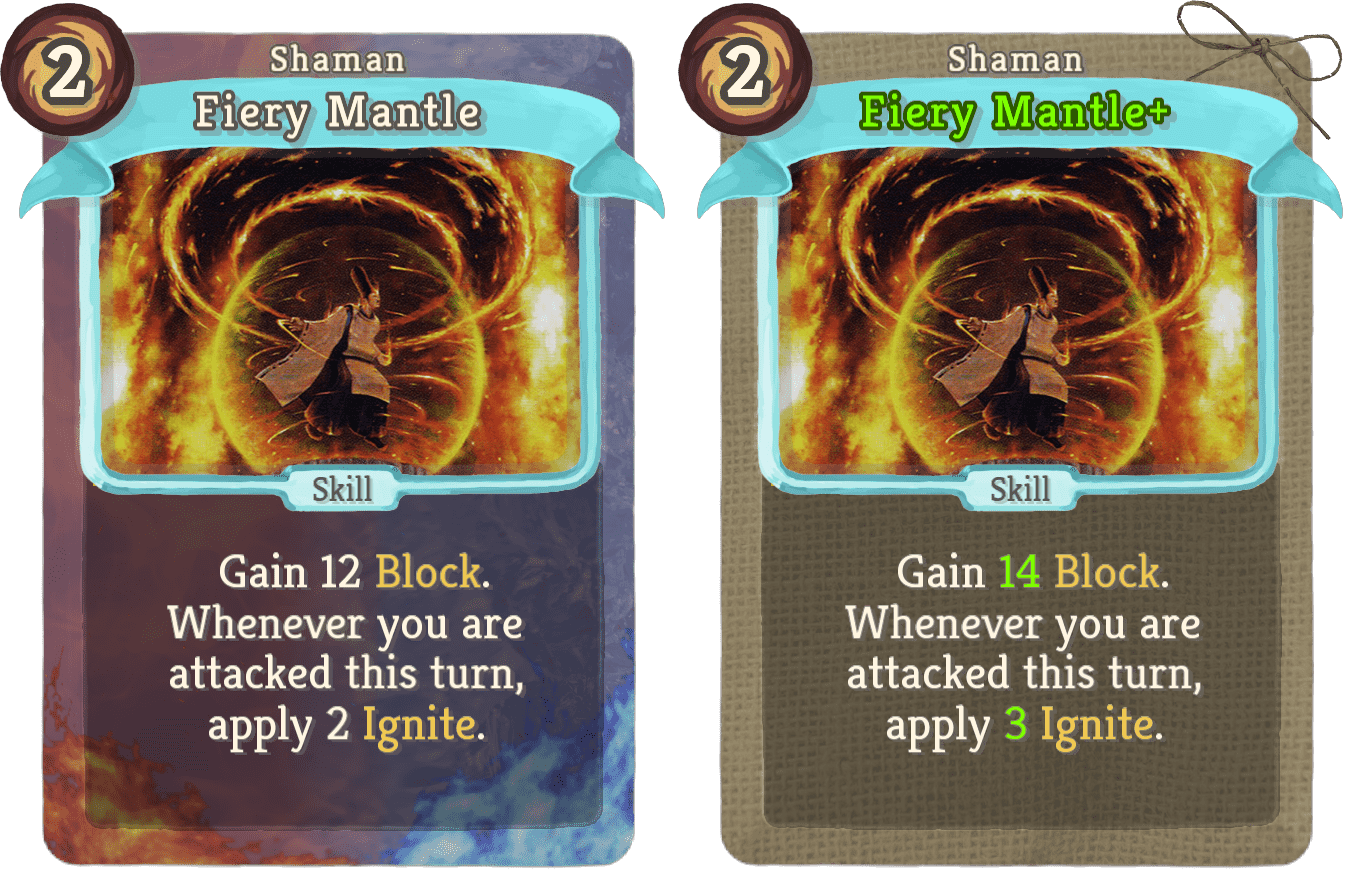 2
Shaman
Fiery Mantle
Skill
Gain 12 Block.
Whenever you are
attacked this turn,
apply 2 Ignite.
2
Shaman
Fiery Mantle+
Skill
Gain 14 Block.
Whenever you are
attacked this turn,
apply 3 Ignite.